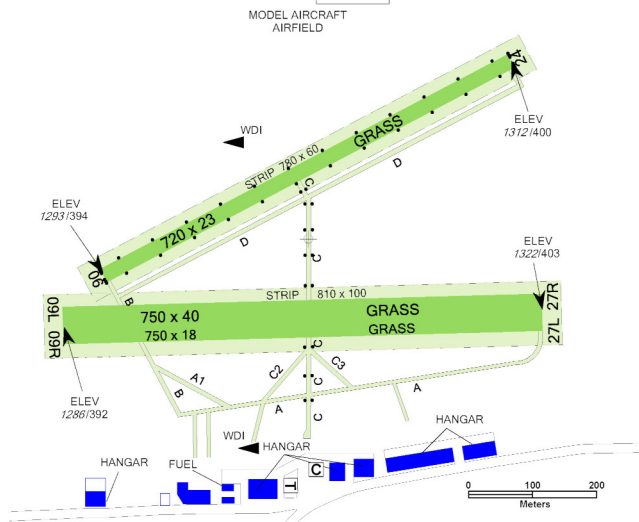 MODEL AIRCRAFT
AIRFIELD
24
WDI
GRASS
ELEV
1312/400
STRIP 780 x 60
D
C
ELEV
1293/394
720 x 23
D
06
B
C
ELEV
1322/403
STRIP 810 x 100
09L
27R
750 x 40
GRASS
09R
750 x 18
GRASS
27L
C
C2
C3
A1
B
C
A
A
C
ELEV
1286/392
WDI
HANGAR
HANGAR
HANGAR
FUEL
C
T
0 100 200
Meters